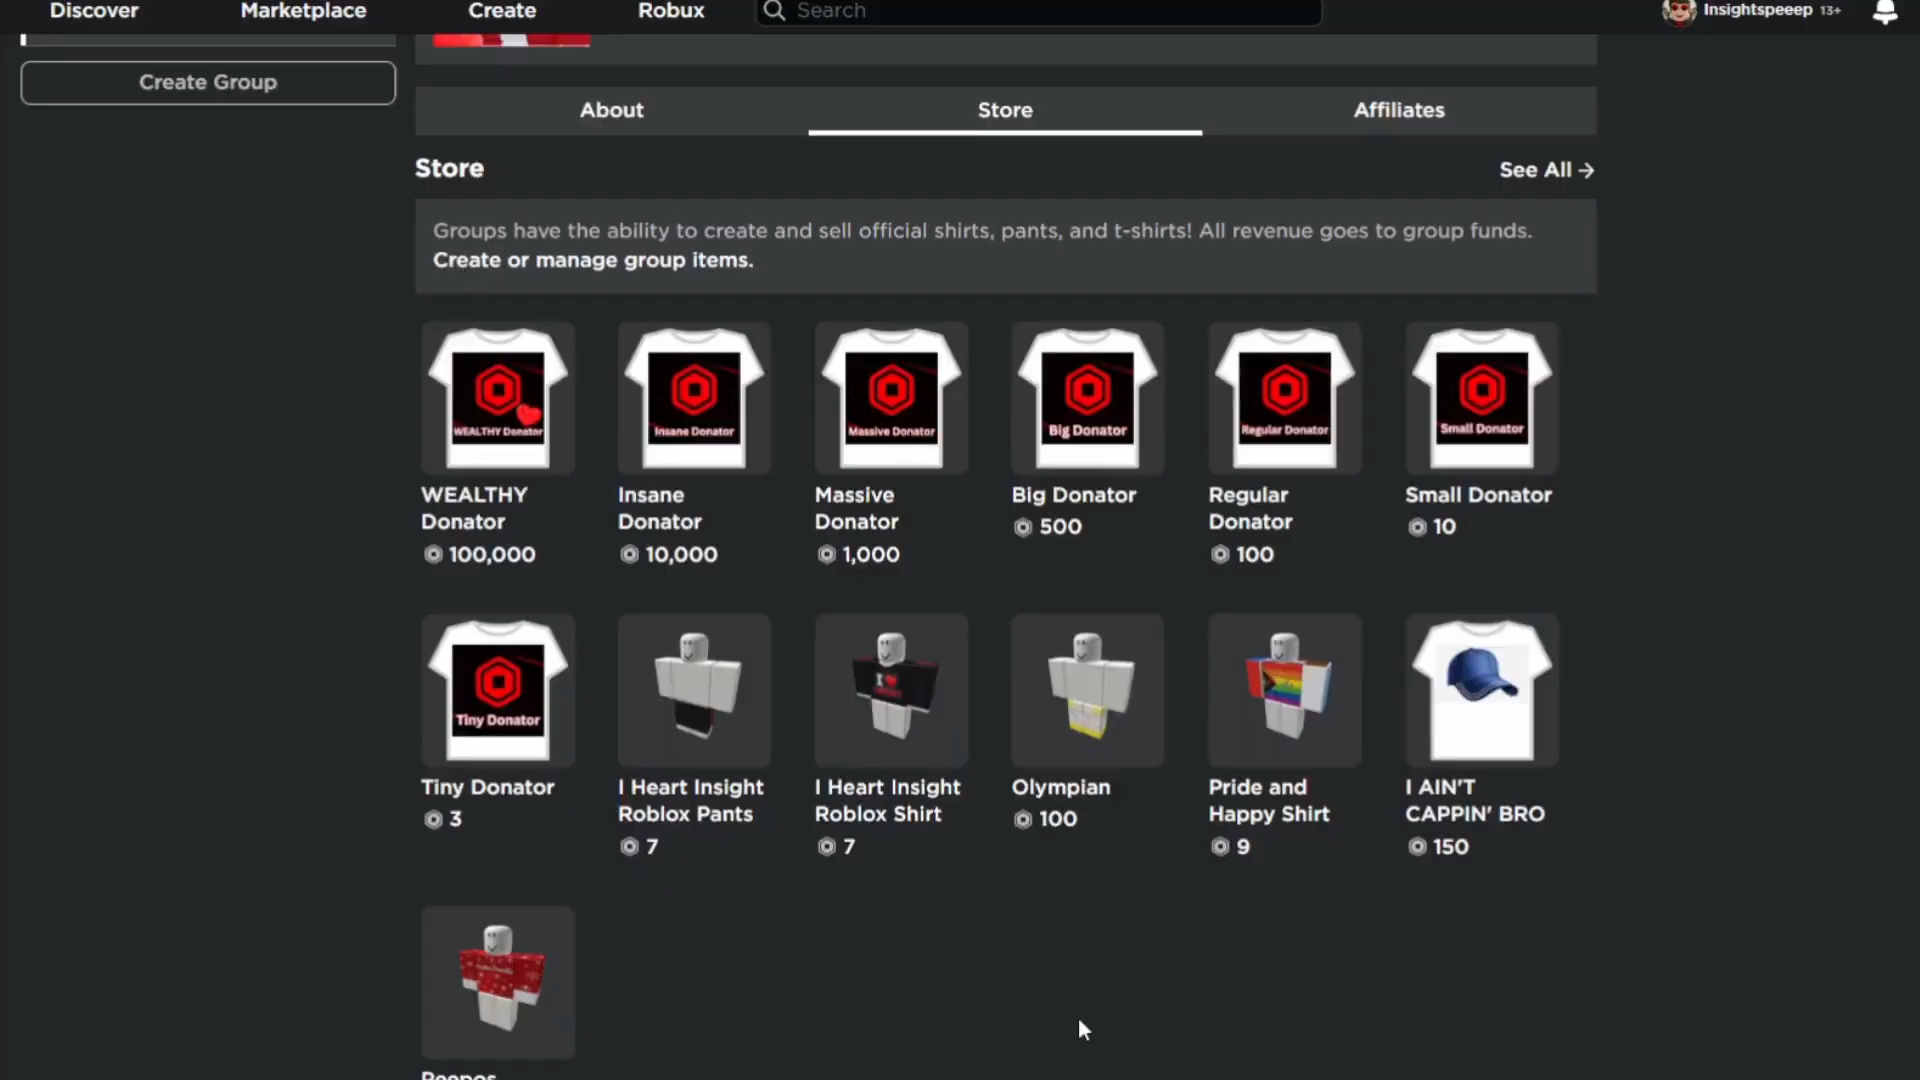 Discover Marketplace Create Robux Search Insightspeeep 13+
Create Group
About Store Affiliates
Store See All →
Groups have the ability to create and sell official shirts, pants, and t-shirts! All revenue goes to group funds.
Create or manage group items.
WEALTHY Donator Insane Donator Massive Donator Big Donator Regular Donator Small Donator
WEALTHY Insane Massive Big Donator Regular Small Donator
Donator Donator Donator 500 Donator 10
100,000 10,000 1,000 100
I ❤
Tiny Donator
Tiny Donator I Heart Insight I Heart Insight Olympian Pride and I AIN'T
3 Roblox Pants Roblox Shirt 100 Happy Shirt CAPPIN' BRO
7 7 9 150